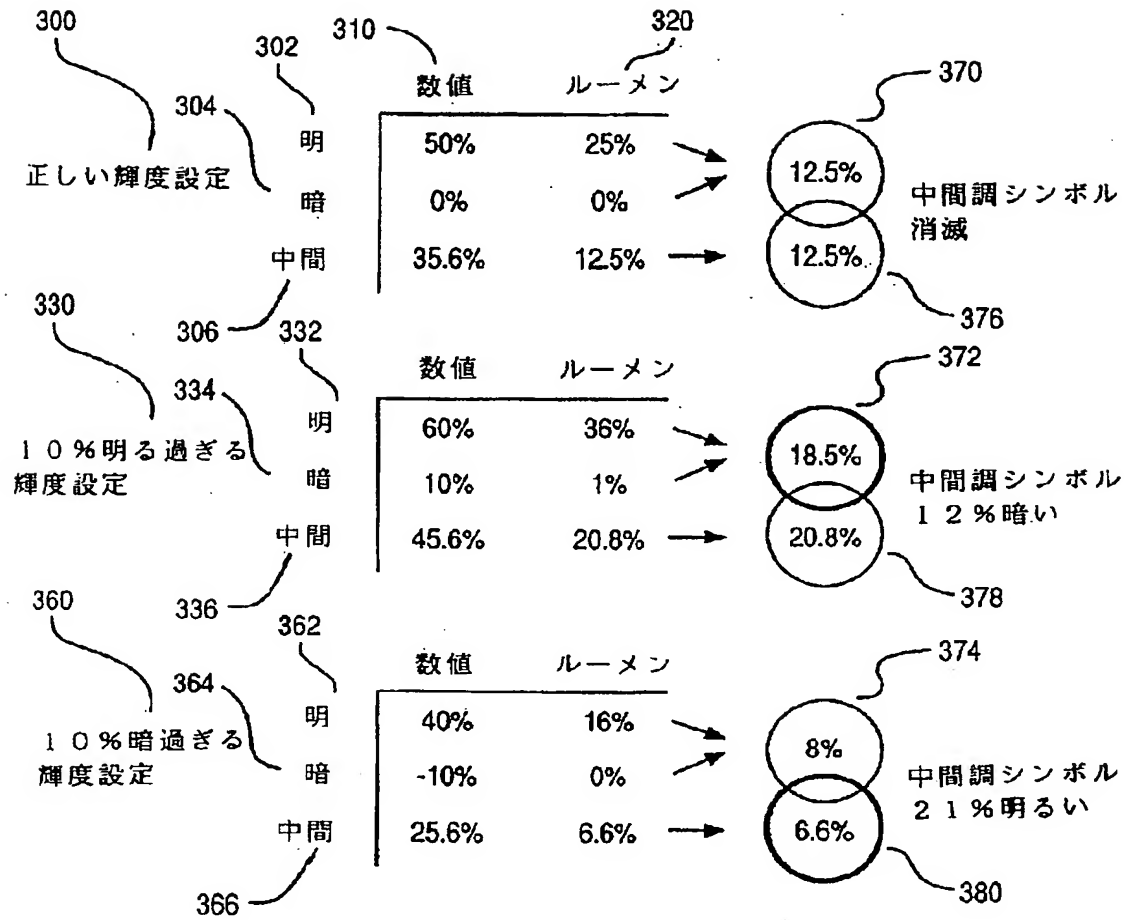 300
302
310
320
304
数値 ルーメン
370
正しい輝度設定
明 50% 25%
暗 0% 0%
中間 35.6% 12.5%
12.5%
12.5%
中間調シンボル
消滅
306
376
330
332
334
数値 ルーメン
372
10%明る過ぎる
輝度設定
明 60% 36%
暗 10% 1%
中間 45.6% 20.8%
18.5%
20.8%
中間調シンボル
12%暗い
336
378
360
362
364
数値 ルーメン
374
10%暗過ぎる
輝度設定
明 40% 16%
暗 -10% 0%
中間 25.6% 6.6%
8%
6.6%
中間調シンボル
21%明るい
366
380